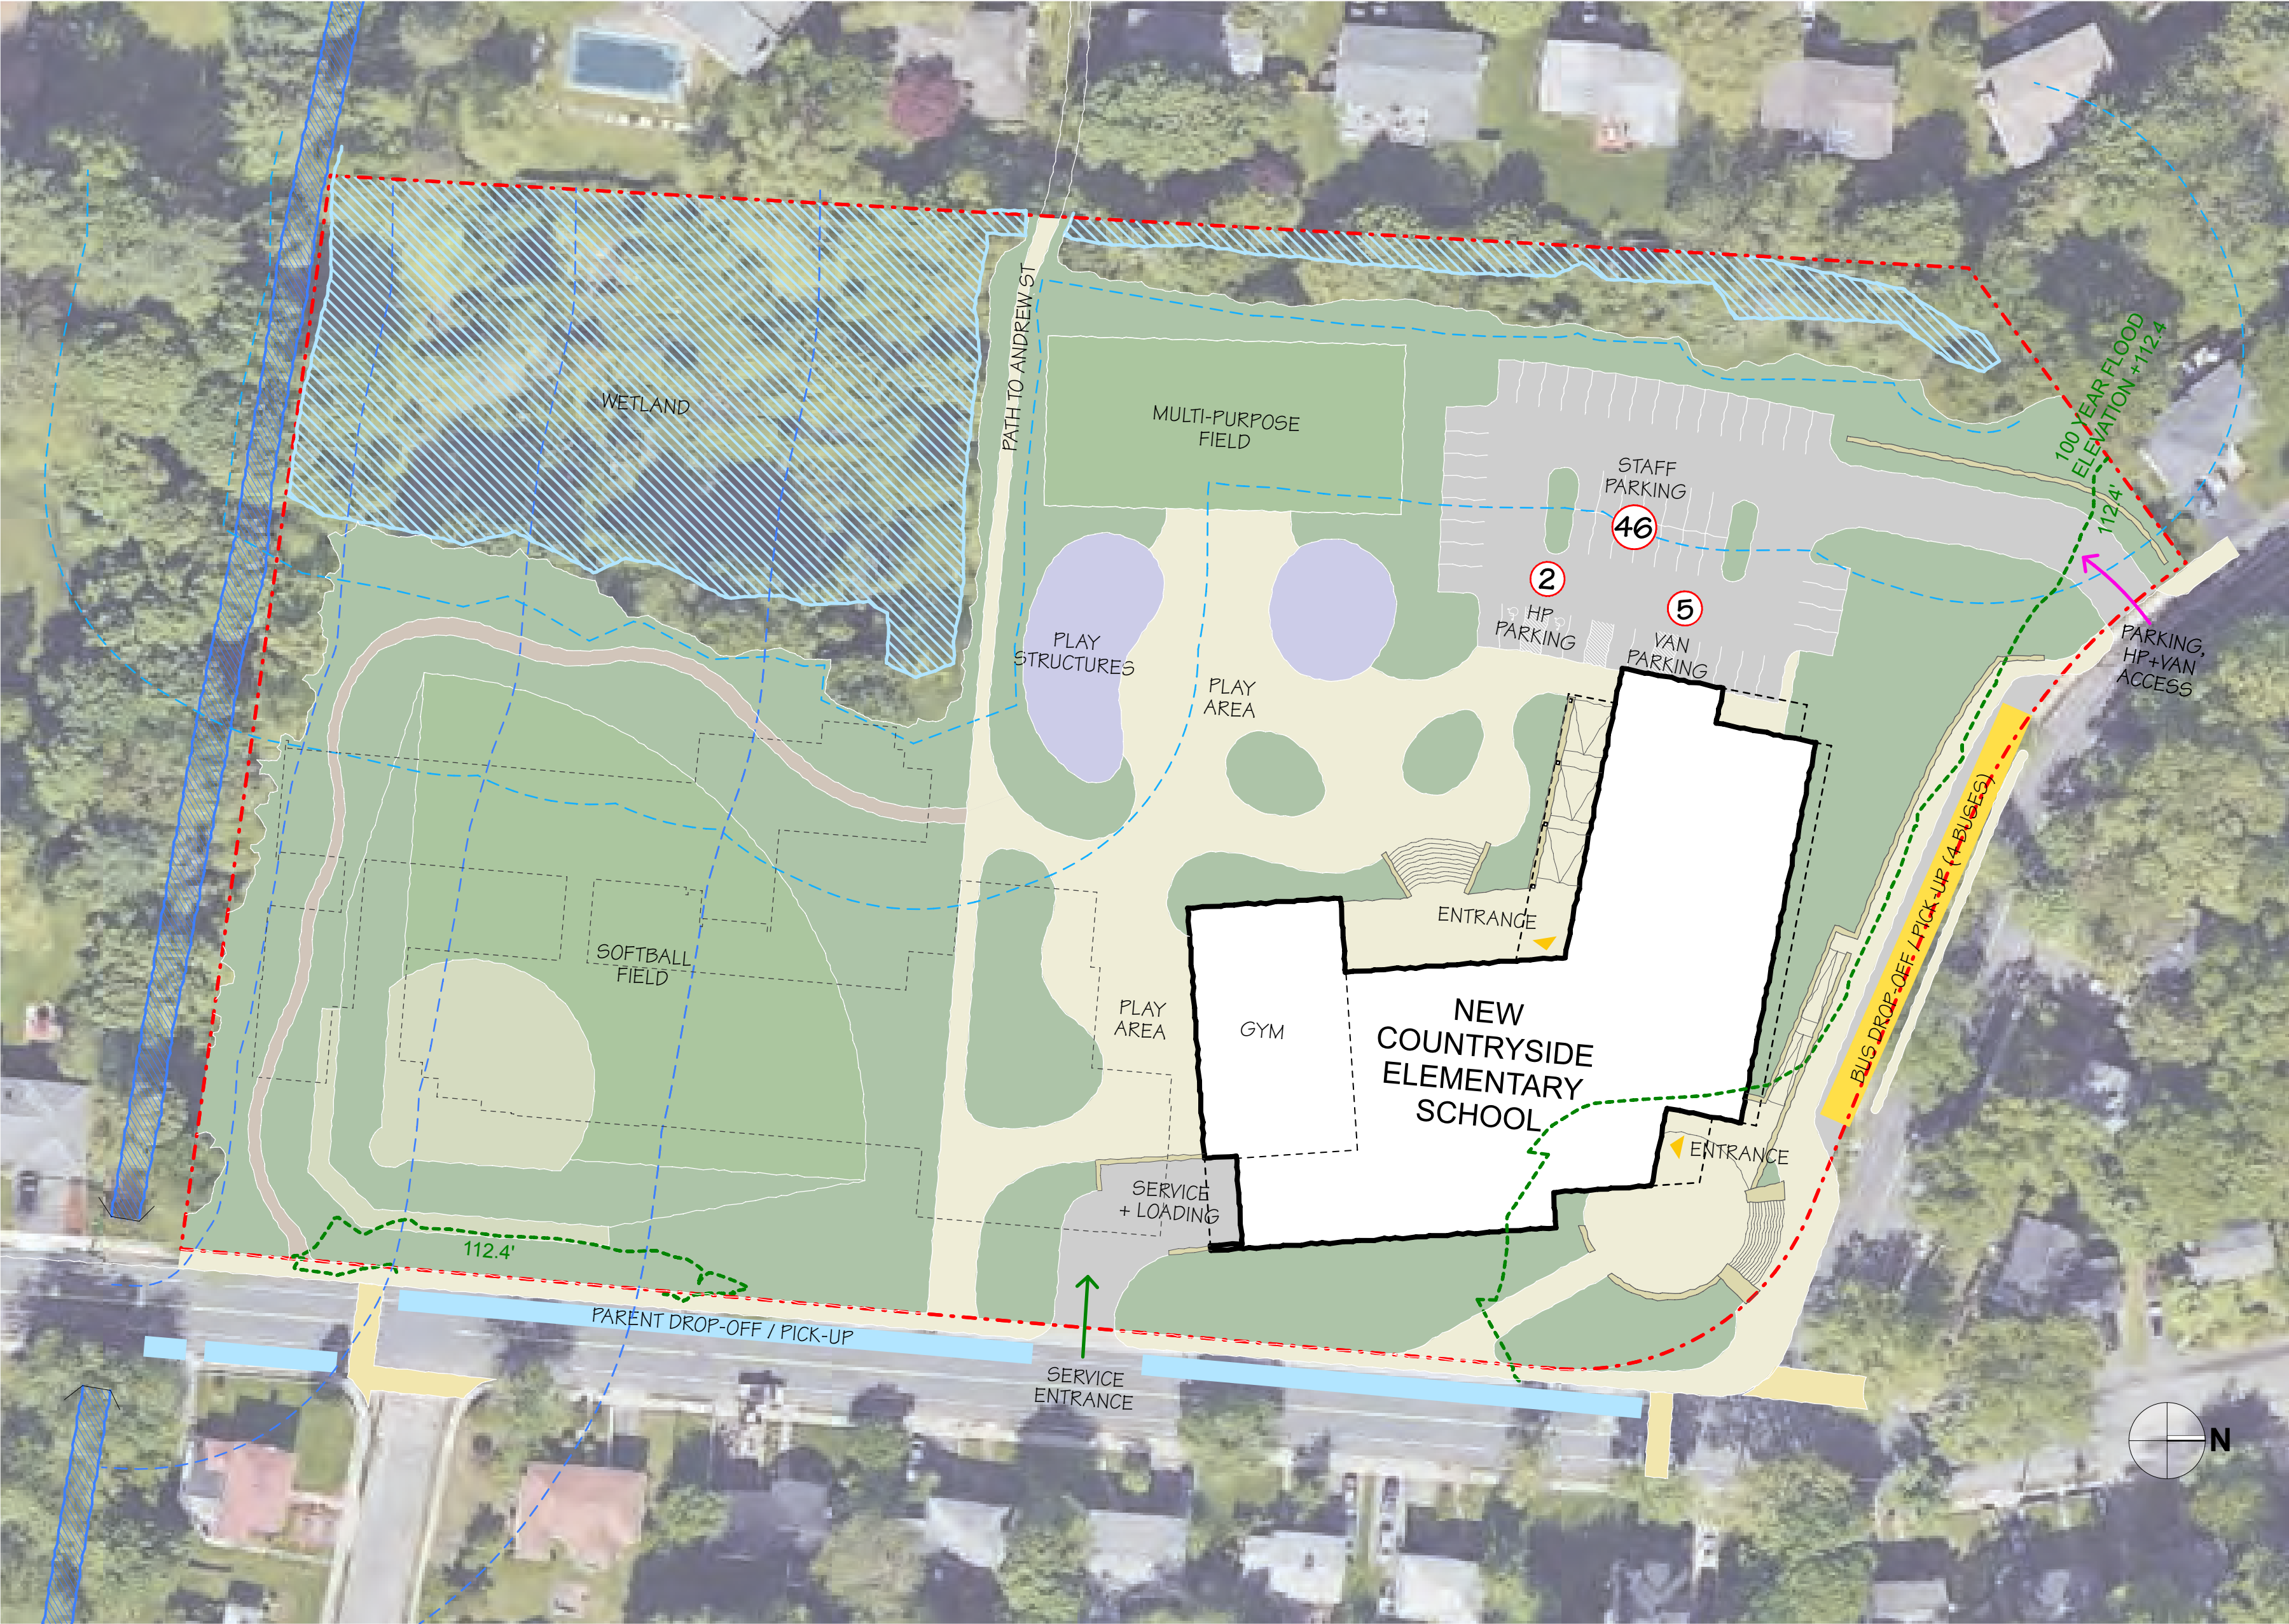 WETLAND
PATH TO ANDREW ST
MULTI-PURPOSE
FIELD
STAFF
PARKING
46
2
HP
PARKING
5
VAN
PARKING
100 YEAR FLOOD
ELEVATION +112.4
112.4'
PARKING,
HP+VAN
ACCESS
PLAY
STRUCTURES
PLAY
AREA
BUS DROP-OFF / PICK-UP (4 BUSES)
ENTRANCE
SOFTBALL
FIELD
PLAY
AREA
GYM
NEW
COUNTRYSIDE
ELEMENTARY
SCHOOL
ENTRANCE
SERVICE
+ LOADING
112.4'
PARENT DROP-OFF / PICK-UP
SERVICE
ENTRANCE
N